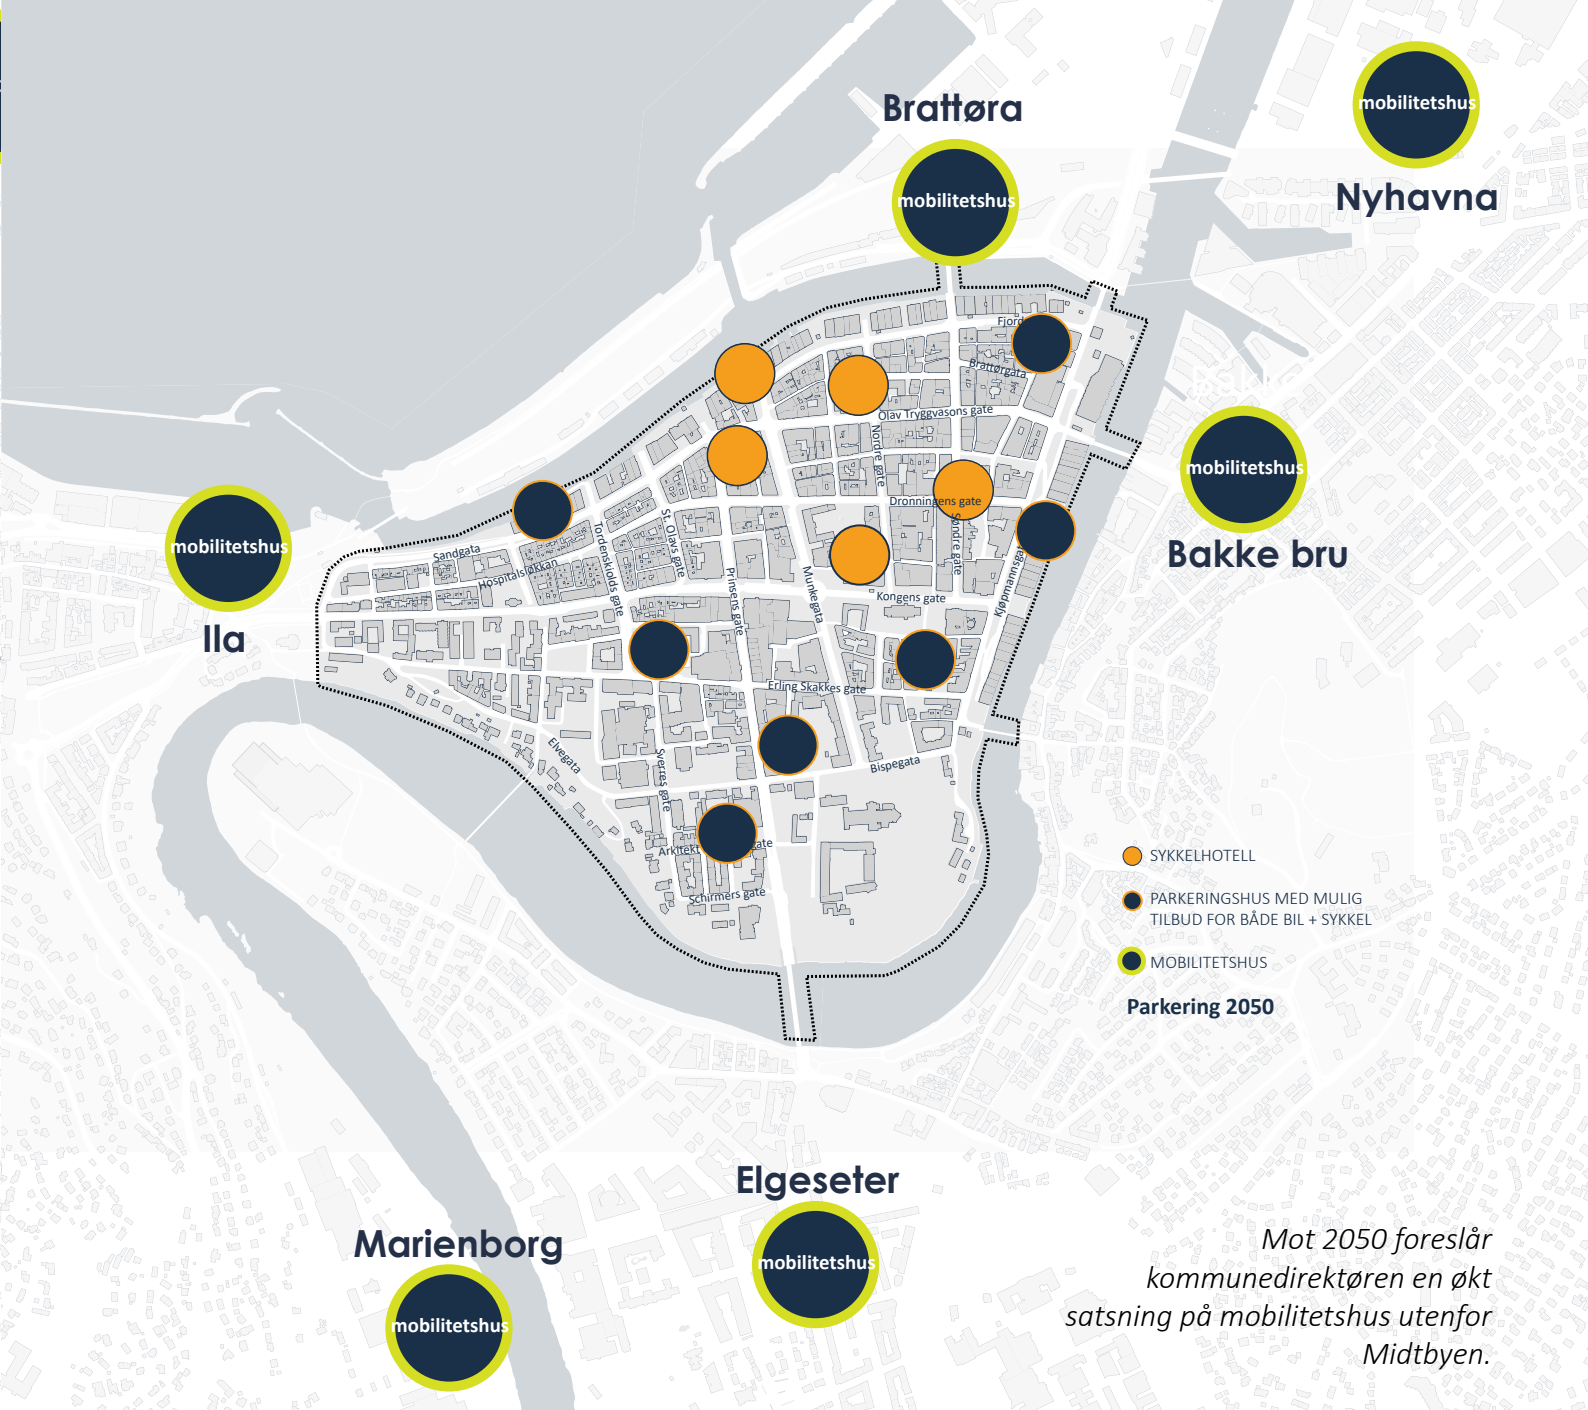 Brattøra
mobilitetshus
mobilitetshus
Nyhavna
Fjord
Brattørgata
Olav Tryggvasons gate
Nordre gate
Bakke
mobilitetshus
Bakke bru
Dronningens gate
Søndre gate
Kjøpmannsgata
mobilitetshus
Ila
Sandgata
Hospitalsløkkan
Tordenskiolds gate
St. Olavs gate
Prinsens gate
Munkegata
Kongens gate
Erling Skakkes gate
Elvegata
Sverres gate
Bispegata
Arkitekt
gate
Schirmers gate
SYKKELHOTELL
PARKERINGSHUS MED MULIG
TILBUD FOR BÅDE BIL + SYKKEL
MOBILITETSHUS
Parkering 2050
Elgeseter
mobilitetshus
Marienborg
mobilitetshus
Mot 2050 foreslår
kommunedirektøren en økt
satsning på mobilitetshus utenfor
Midtbyen.